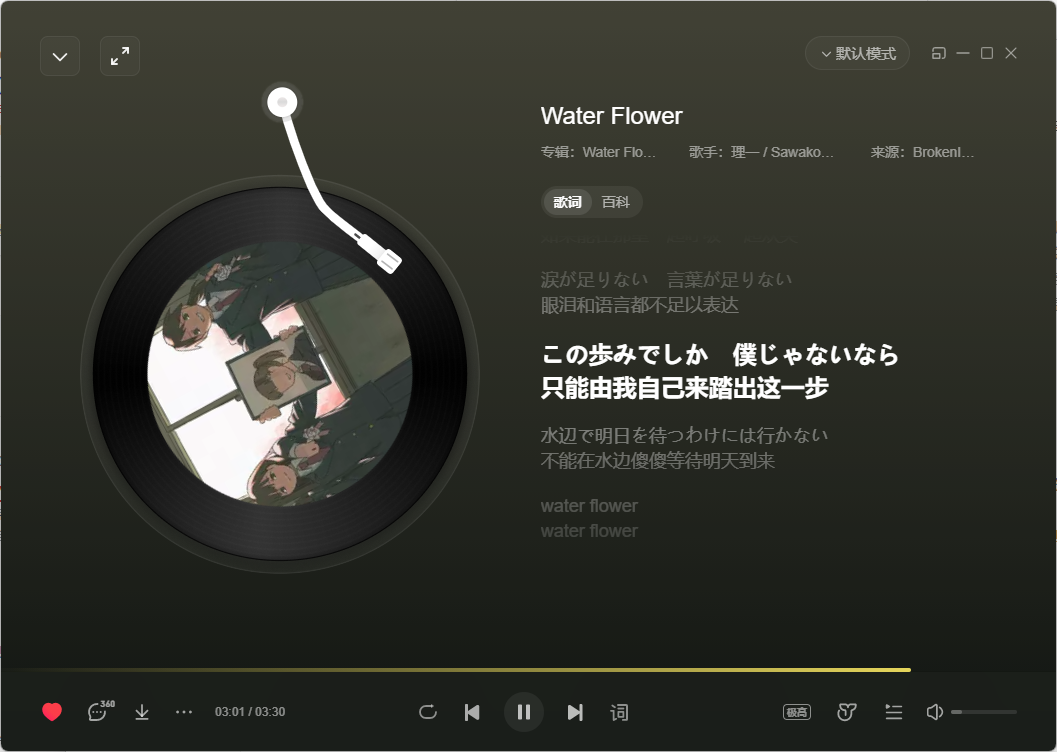 默认模式
Water Flower
专辑：Water Flo... 歌手：理一 / Sawako... 来源：BrokenI...
歌词 百科
涙が足りない　言葉が足りない
眼泪和语言都不足以表达
この歩みでしか　僕じゃないなら
只能由我自己来踏出这一步
水辺で明日を待つわけには行かない
不能在水边傻傻等待明天到来
water flower
water flower
360 03:01 / 03:30 词 极高